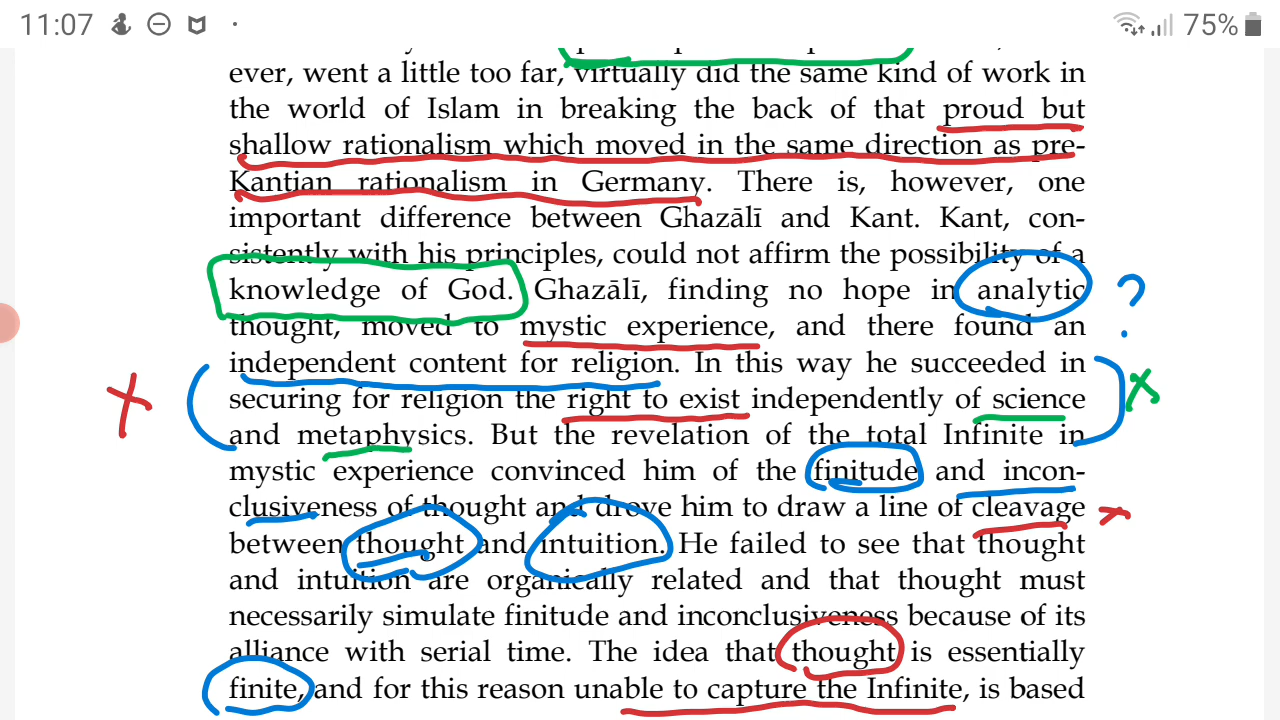 11:07 75%
ever, went a little too far, virtually did the same kind of work in
the world of Islam in breaking the back of that proud but
shallow rationalism which moved in the same direction as pre-
Kantian rationalism in Germany. There is, however, one
important difference between Ghazālī and Kant. Kant, con-
sistently with his principles, could not affirm the possibility of a
knowledge of God. Ghazālī, finding no hope in analytic ?
thought, moved to mystic experience, and there found an
independent content for religion. In this way he succeeded in
securing for religion the right to exist independently of science
and metaphysics. But the revelation of the total Infinite in
mystic experience convinced him of the finitude and incon-
clusiveness of thought and drove him to draw a line of cleavage
between thought and intuition. He failed to see that thought
and intuition are organically related and that thought must
necessarily simulate finitude and inconclusiveness because of its
alliance with serial time. The idea that thought is essentially
finite, and for this reason unable to capture the Infinite, is based